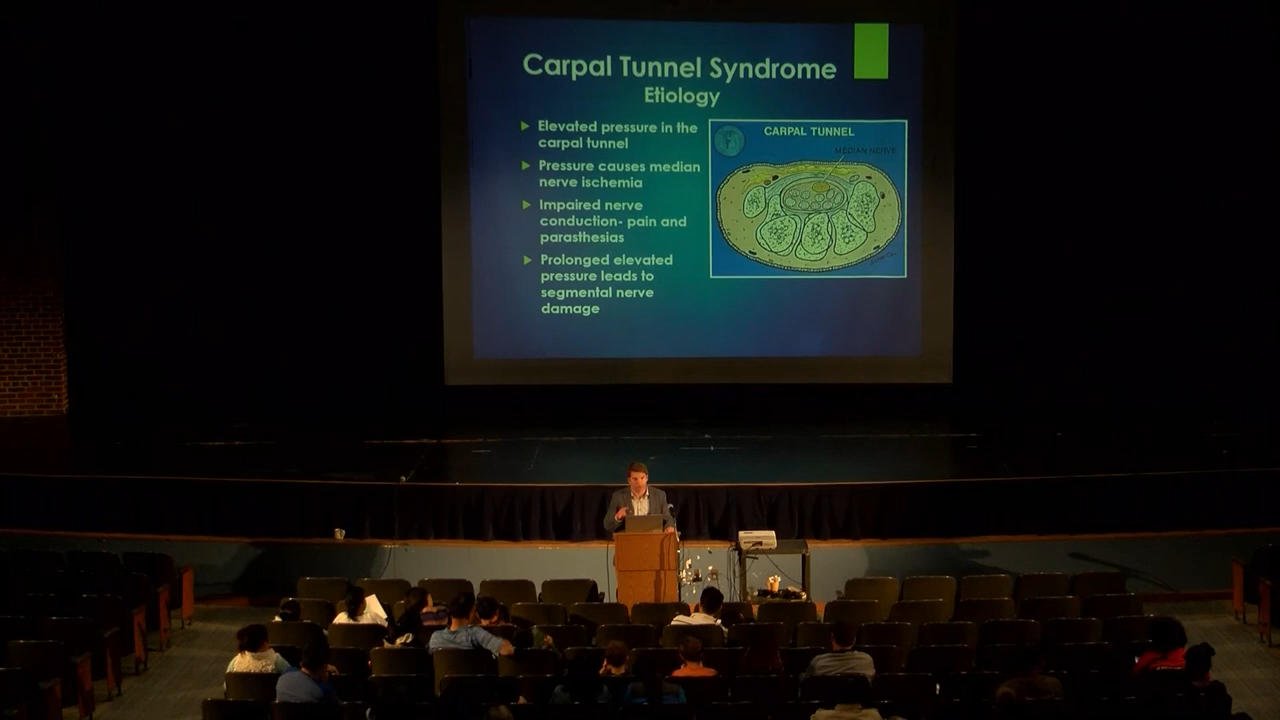 Carpal Tunnel Syndrome
Etiology
Elevated pressure in the
carpal tunnel
Pressure causes median
nerve ischemia
Impaired nerve
conduction- pain and
parasthesias
Prolonged elevated
pressure leads to
segmental nerve
damage
CARPAL TUNNEL
MEDIAN NERVE